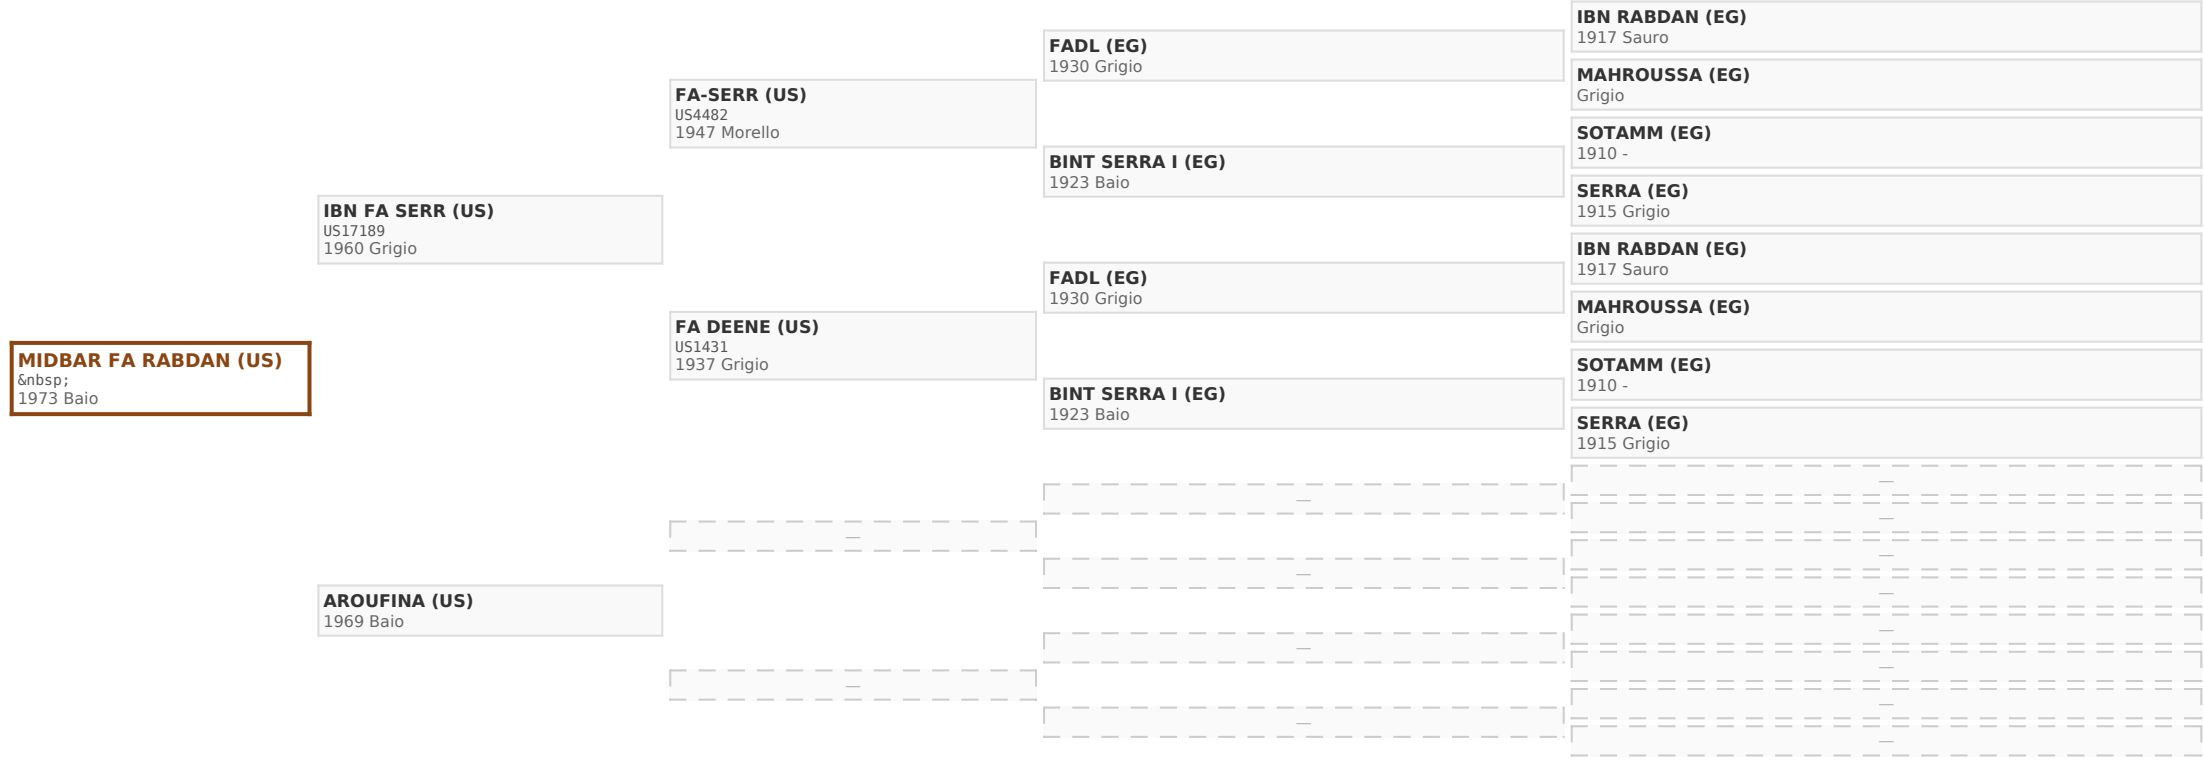 MIDBAR FA RABDAN (US)
&nbsp;
1973 Baio
IBN FA SERR (US)
US17189
1960 Grigio
AROUFINA (US)
1969 Baio
FA-SERR (US)
US4482
1947 Morello
FA DEENE (US)
US1431
1937 Grigio
—
—
FADL (EG)
1930 Grigio
BINT SERRA I (EG)
1923 Baio
FADL (EG)
1930 Grigio
BINT SERRA I (EG)
1923 Baio
—
—
—
—
IBN RABDAN (EG)
1917 Sauro
MAHROUSSA (EG)
Grigio
SOTAMM (EG)
1910 -
SERRA (EG)
1915 Grigio
IBN RABDAN (EG)
1917 Sauro
MAHROUSSA (EG)
Grigio
SOTAMM (EG)
1910 -
SERRA (EG)
1915 Grigio
—
—
—
—
—
—
—
—